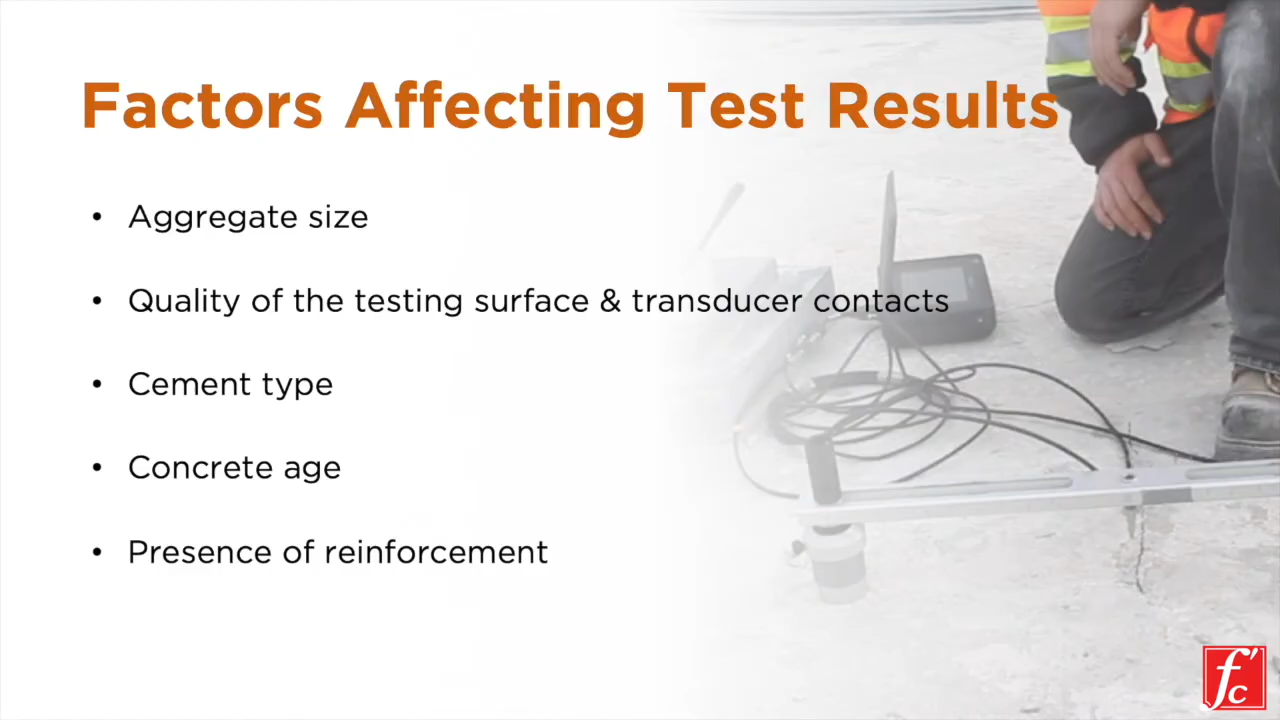 Factors Affecting Test Results
• Aggregate size
• Quality of the testing surface & transducer contacts
• Cement type
• Concrete age
• Presence of reinforcement
f'c